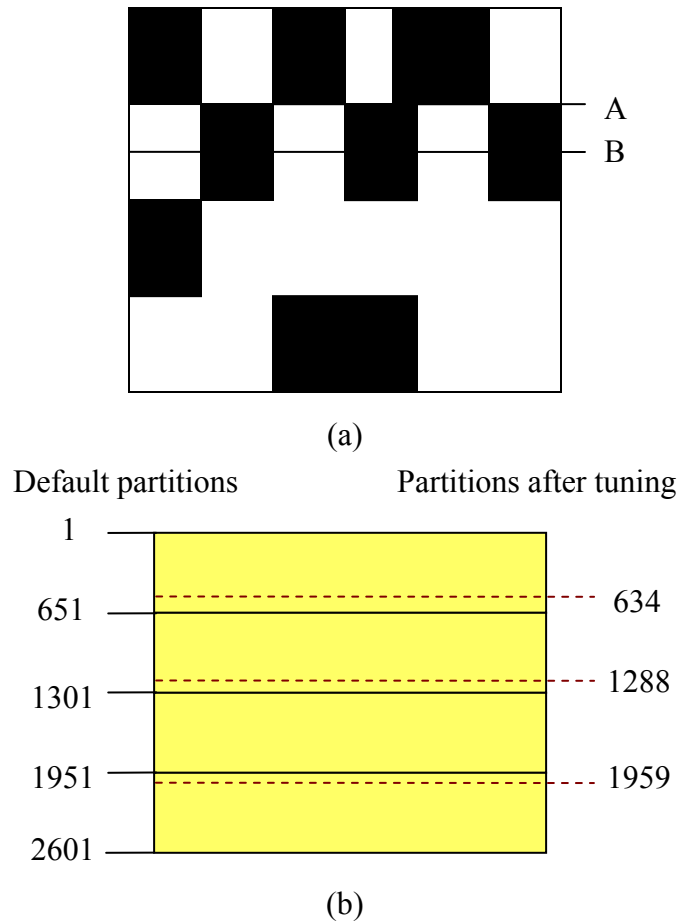 A
B
(a)
Default partitions Partitions after tuning
1
634
651
1288
1301
1951 1959
2601
(b)